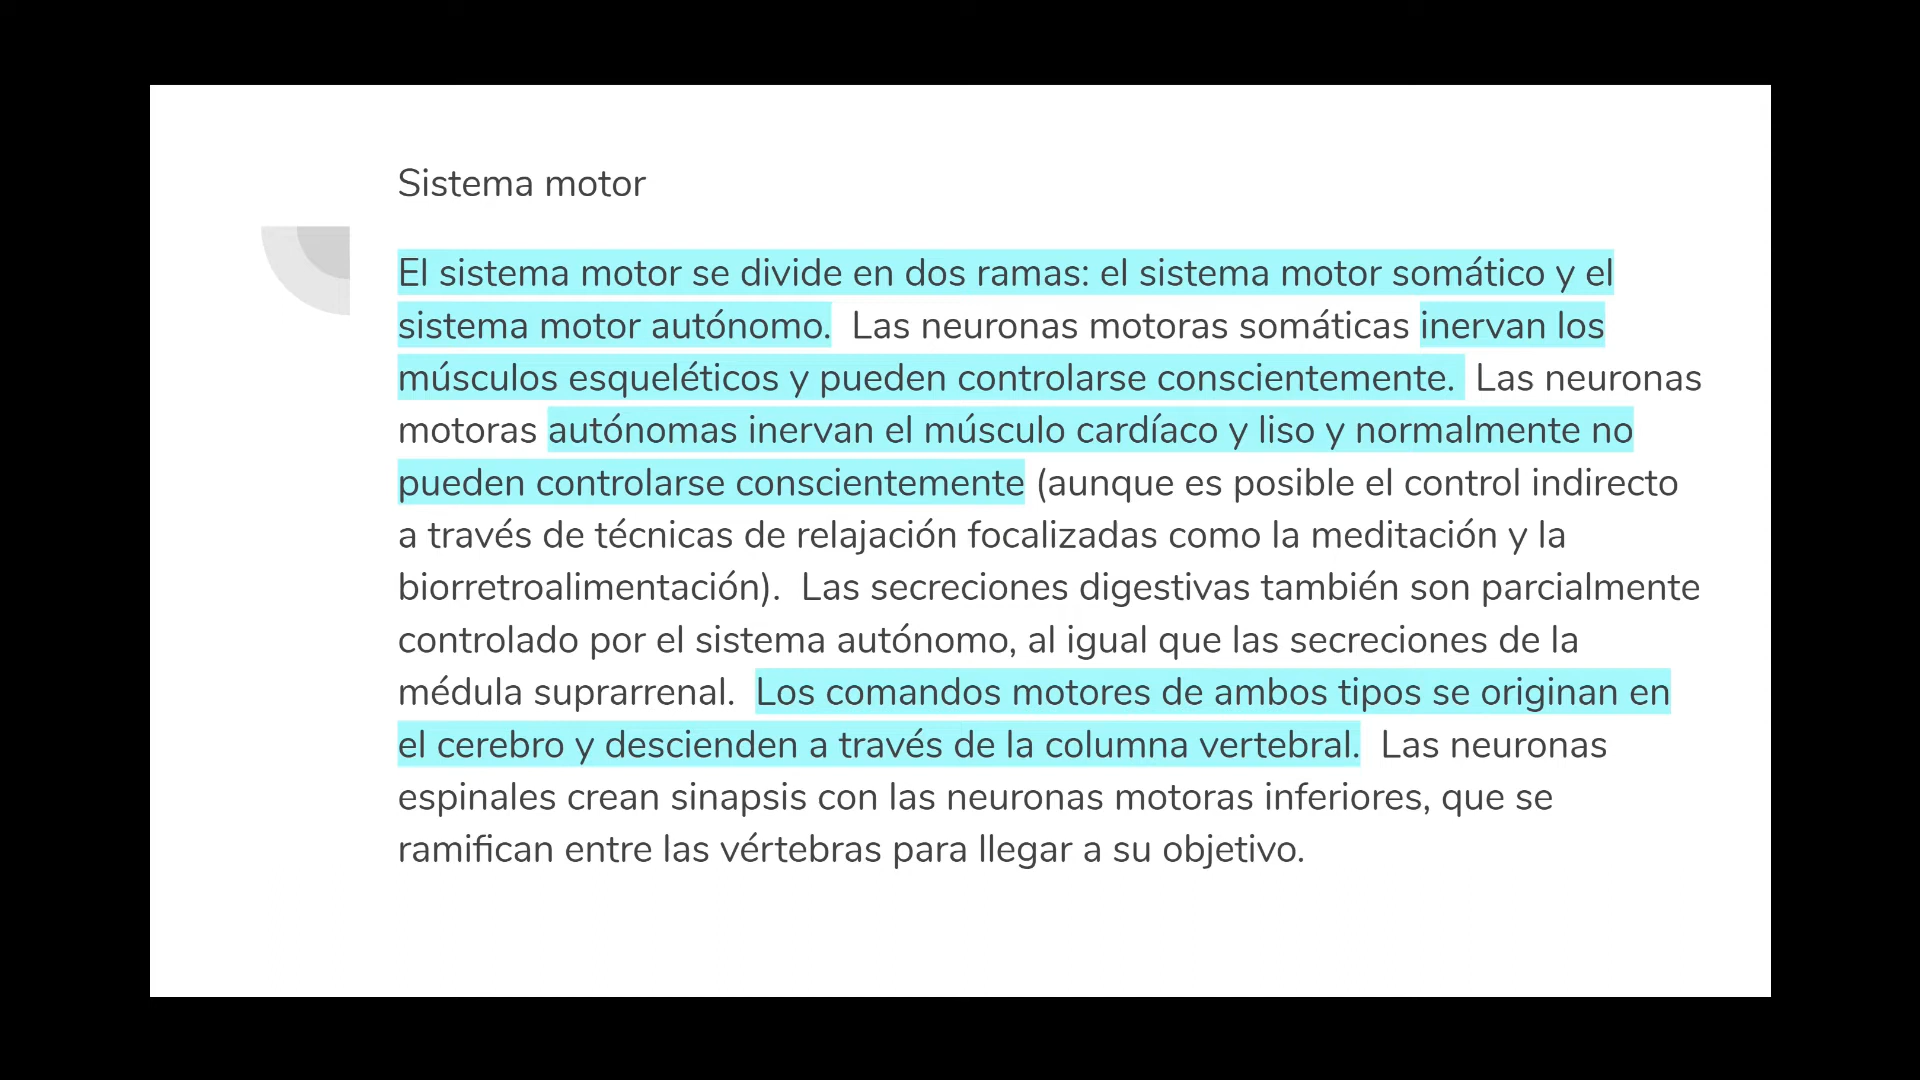 Sistema motor
El sistema motor se divide en dos ramas: el sistema motor somático y el
sistema motor autónomo.  Las neuronas motoras somáticas inervan los
músculos esqueléticos y pueden controlarse conscientemente.  Las neuronas
motoras autónomas inervan el músculo cardíaco y liso y normalmente no
pueden controlarse conscientemente (aunque es posible el control indirecto
a través de técnicas de relajación focalizadas como la meditación y la
biorretroalimentación).  Las secreciones digestivas también son parcialmente
controlado por el sistema autónomo, al igual que las secreciones de la
médula suprarrenal.  Los comandos motores de ambos tipos se originan en
el cerebro y descienden a través de la columna vertebral.  Las neuronas
espinales crean sinapsis con las neuronas motoras inferiores, que se
ramifican entre las vértebras para llegar a su objetivo.